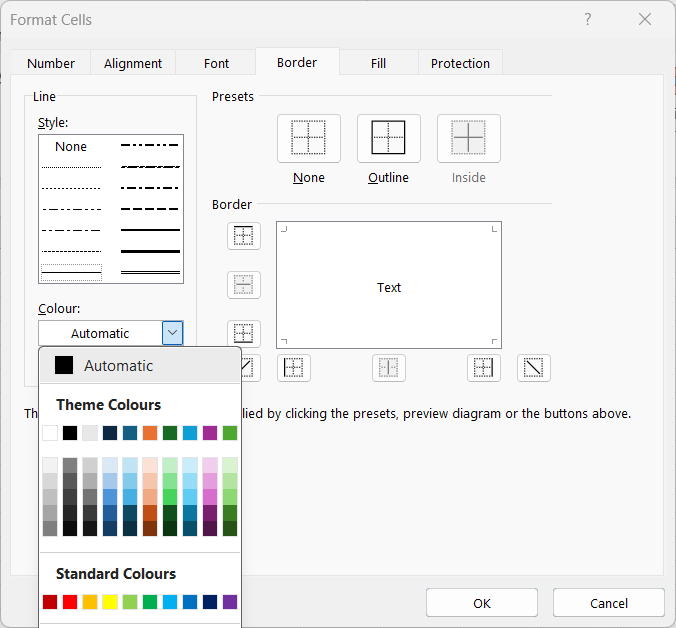 Format Cells
?
Number Alignment Font Border Fill Protection
Line
Style:
None
Colour:
Automatic
Automatic
Theme Colours
Standard Colours
Presets
None Outline Inside
Border
Text
Th lied by clicking the presets, preview diagram or the buttons above.
OK Cancel